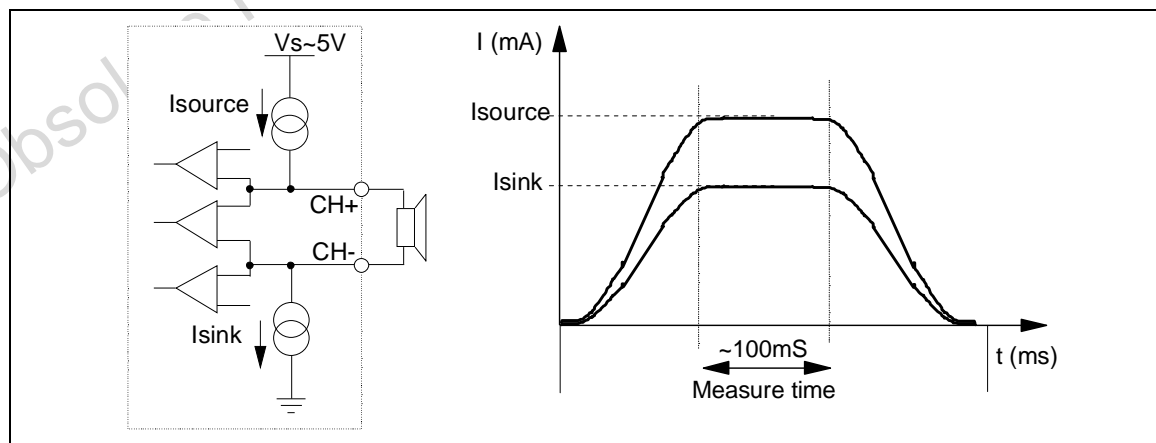 Vs~5V
Isource
CH+
CH-
Isink
I (mA)
Isource
Isink
~100mS
Measure time
t (ms)